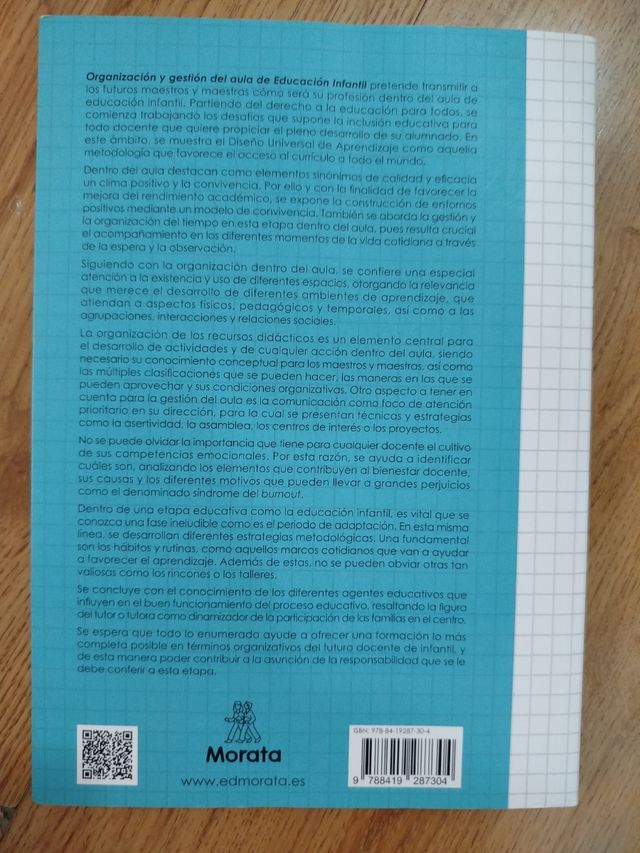 Organización y gestión del aula de Educación Infantil pretende transmitir a
los futuros maestros y maestras cómo será su profesión dentro del aula de
educación infantil. Partiendo del derecho a la educación para todos, se
comienza trabajando los desafíos que supone la inclusión educativa para
todo docente que quiere propiciar el pleno desarrollo de su alumnado. En
este ámbito, se muestra el Diseño Universal de Aprendizaje como aquella
metodología que favorece el acceso al currículo a todo el mundo.
Dentro del aula destacan como elementos sinónimos de calidad y eficacia
un clima positivo y la convivencia. Por ello y con la finalidad de favorecer la
mejora del rendimiento académico, se expone la construcción de entornos
positivos mediante un modelo de convivencia. También se aborda la gestión y
la organización del tiempo en esta etapa dentro del aula, pues resulta crucial
el acompañamiento en los diferentes momentos de la vida cotidiana a través
de la espera y la observación.
Siguiendo con la organización dentro del aula, se confiere una especial
atención a la existencia y uso de diferentes espacios, otorgando la relevancia
que merece el desarrollo de diferentes ambientes de aprendizaje, que
atiendan a aspectos físicos, pedagógicos y temporales, así como a las
agrupaciones, interacciones y relaciones sociales.
La organización de los recursos didácticos es un elemento central para
el desarrollo de actividades y de cualquier acción dentro del aula, siendo
necesario su conocimiento conceptual para los maestros y maestras, así como
las múltiples clasificaciones que se pueden hacer, las maneras en las que se
pueden aprovechar y sus condiciones organizativas. Otro aspecto a tener en
cuenta para la gestión del aula es la comunicación como foco de atención
prioritario en su dirección, para la cual se presentan técnicas y estrategias
como la asertividad, la asamblea, los centros de interés o los proyectos.
No se puede olvidar la importancia que tiene para cualquier docente el cultivo
de sus competencias emocionales. Por esta razón, se ayuda a identificar
cuáles son, analizando los elementos que contribuyen al bienestar docente,
sus causas y los diferentes motivos que pueden llevar a grandes perjuicios
como el denominado síndrome del burnout.
Dentro de una etapa educativa como la educación infantil, es vital que se
conozca una fase ineludible como es el periodo de adaptación. En esta misma
línea, se desarrollan diferentes estrategias metodológicas. Una fundamental
son los hábitos y rutinas, como aquellos marcos cotidianos que van a ayudar
a favorecer el aprendizaje. Además de estas, no se pueden obviar otras tan
valiosas como los rincones o los talleres.
Se concluye con el conocimiento de los diferentes agentes educativos que
influyen en el buen funcionamiento del proceso educativo, resaltando la figura
del tutor o tutora como dinamizador de la participación de las familias en el centro.
Se espera que todo lo enumerado ayude a ofrecer una formación lo más
completa posible en términos organizativos del futuro docente de infantil, y
de esta manera poder contribuir a la asunción de la responsabilidad que se le
debe conferir a esta etapa.
Morata
www.edmorata.es
GBN: 978-84-19287-30-4
9 788419 287304